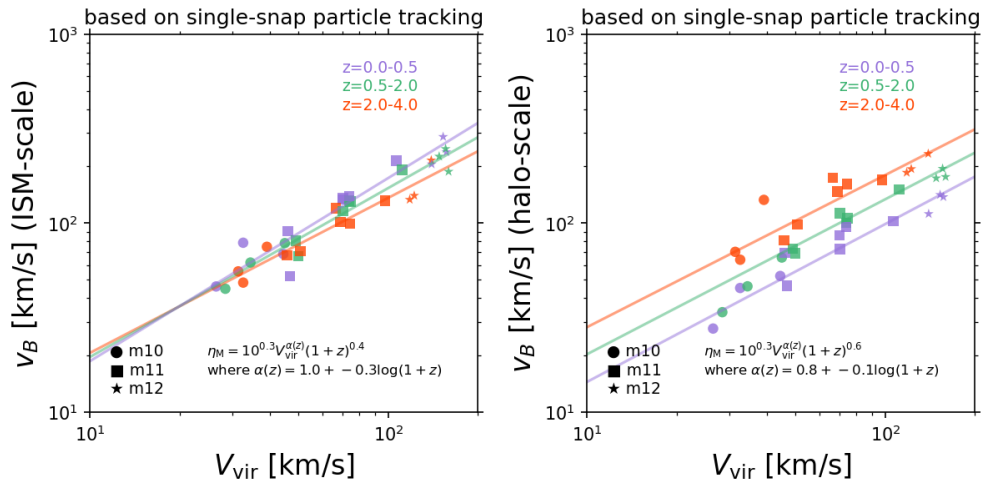 based on single-snap particle tracking
10³
z=0.0-0.5
z=0.5-2.0
z=2.0-4.0
v_B [km/s] (ISM-scale)
10²
m10
m11
m12
η_M = 10^0.3 V_vir^α(z) (1 + z)^0.4
where α(z) = 1.0 + −0.3log(1 + z)
10¹
10¹ 10²
V_vir [km/s]
based on single-snap particle tracking
10³
z=0.0-0.5
z=0.5-2.0
z=2.0-4.0
v_B [km/s] (halo-scale)
10²
m10
m11
m12
η_M = 10^0.3 V_vir^α(z) (1 + z)^0.6
where α(z) = 0.8 + −0.1log(1 + z)
10¹
10¹ 10²
V_vir [km/s]